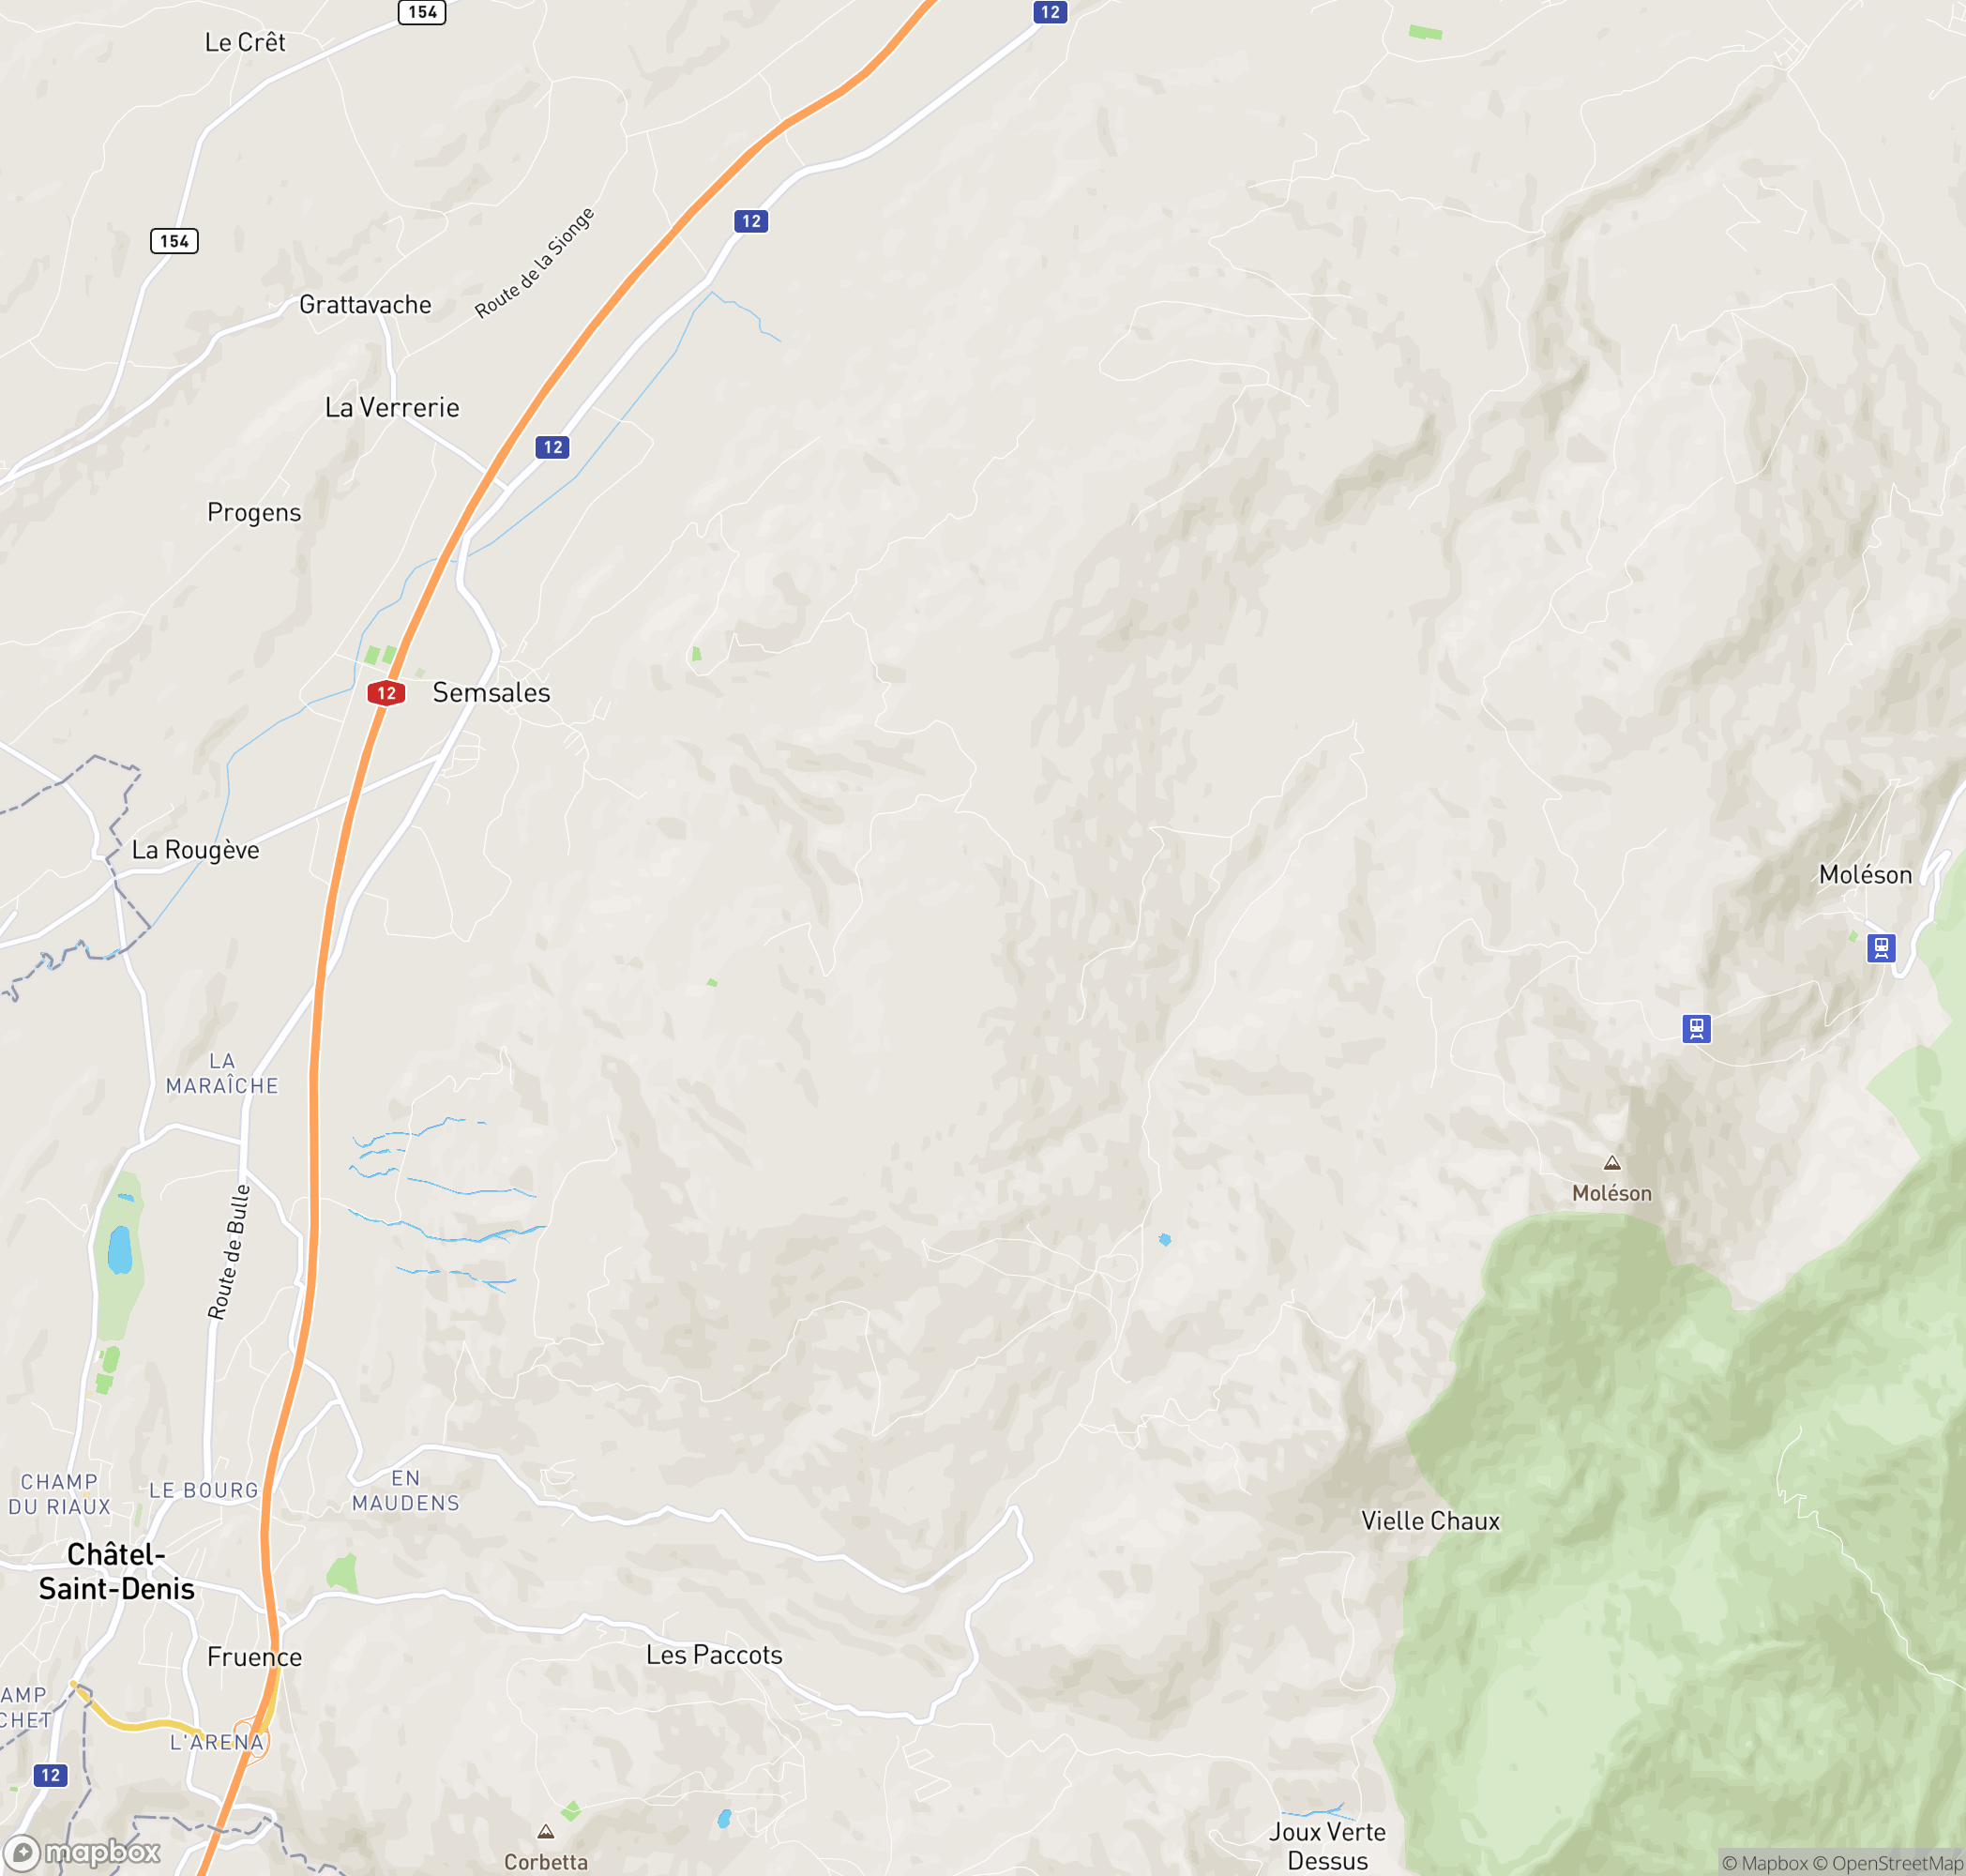 154
12
Le Crêt
154
12
Route de la Sionge
Grattavache
La Verrerie
12
Progens
12
Semsales
La Rougève
Moléson
LA
MARAÎCHE
Moléson
Route de Bulle
CHAMP
DU RIAUX
LE BOURG
EN
MAUDENS
Vielle Chaux
Châtel-
Saint-Denis
Fruence
Les Paccots
AMP
CHET
L'ARENA
12
Joux Verte
Dessus
Corbetta
mapbox
© Mapbox © OpenStreetMap